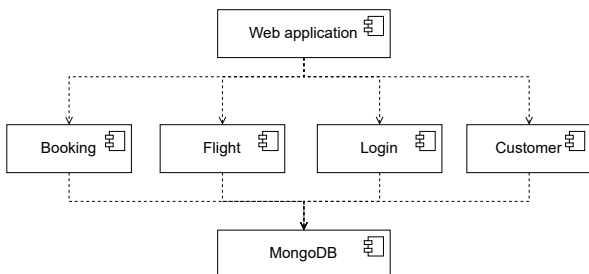 Web application
Booking
Flight
Login
Customer
MongoDB